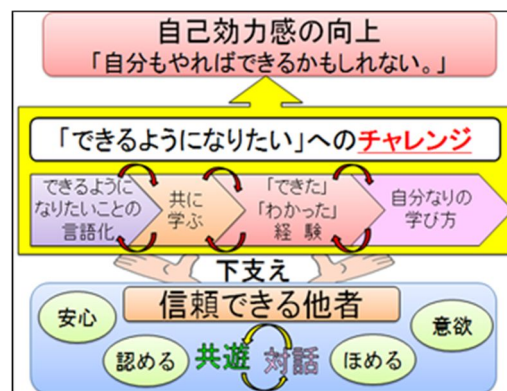 自己効力感の向上
「自分もやればできるかもしれない。」
「できるようになりたい」へのチャレンジ
できるように
なりたいことの
言語化
共に
学ぶ
「できた」
「わかった」
経 験
自分なりの
学び方
下支え
信頼できる他者
安心
認める
共遊
対話
ほめる
意欲